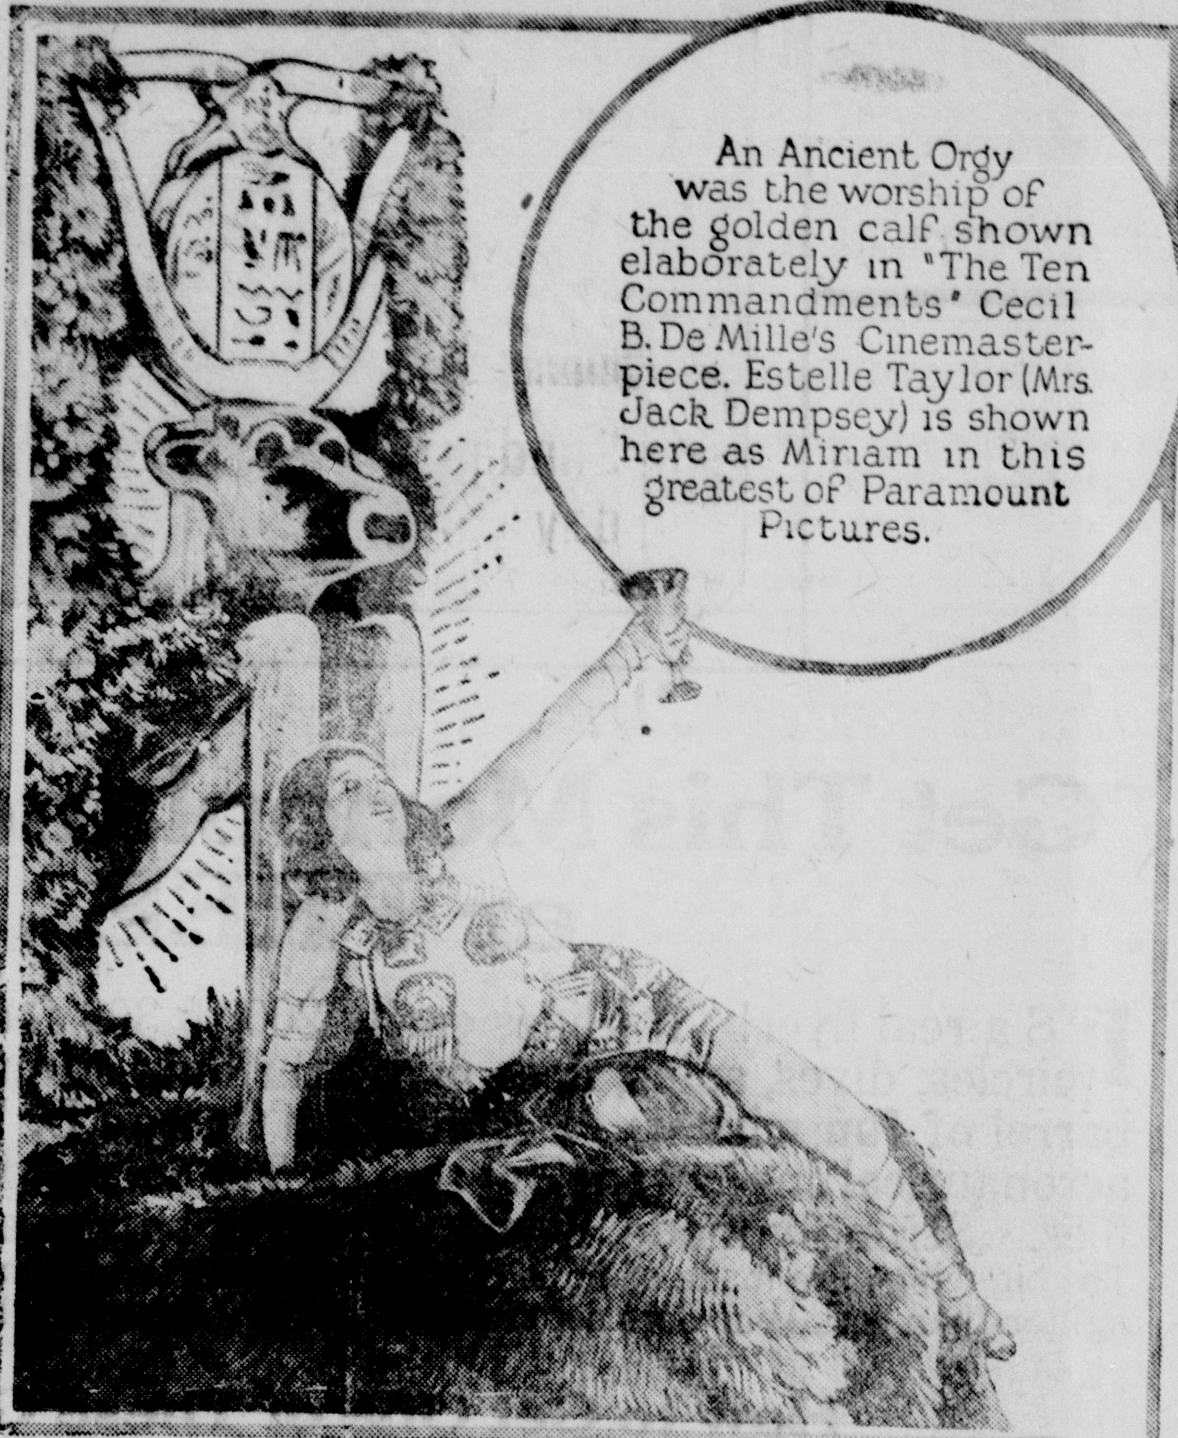 An Ancient Orgy
was the worship of
the golden calf shown
elaborately in "The Ten
Commandments" Cecil
B. De Mille's Cinemaster-
piece. Estelle Taylor (Mrs.
Jack Dempsey) is shown
here as Miriam in this
greatest of Paramount
Pictures.